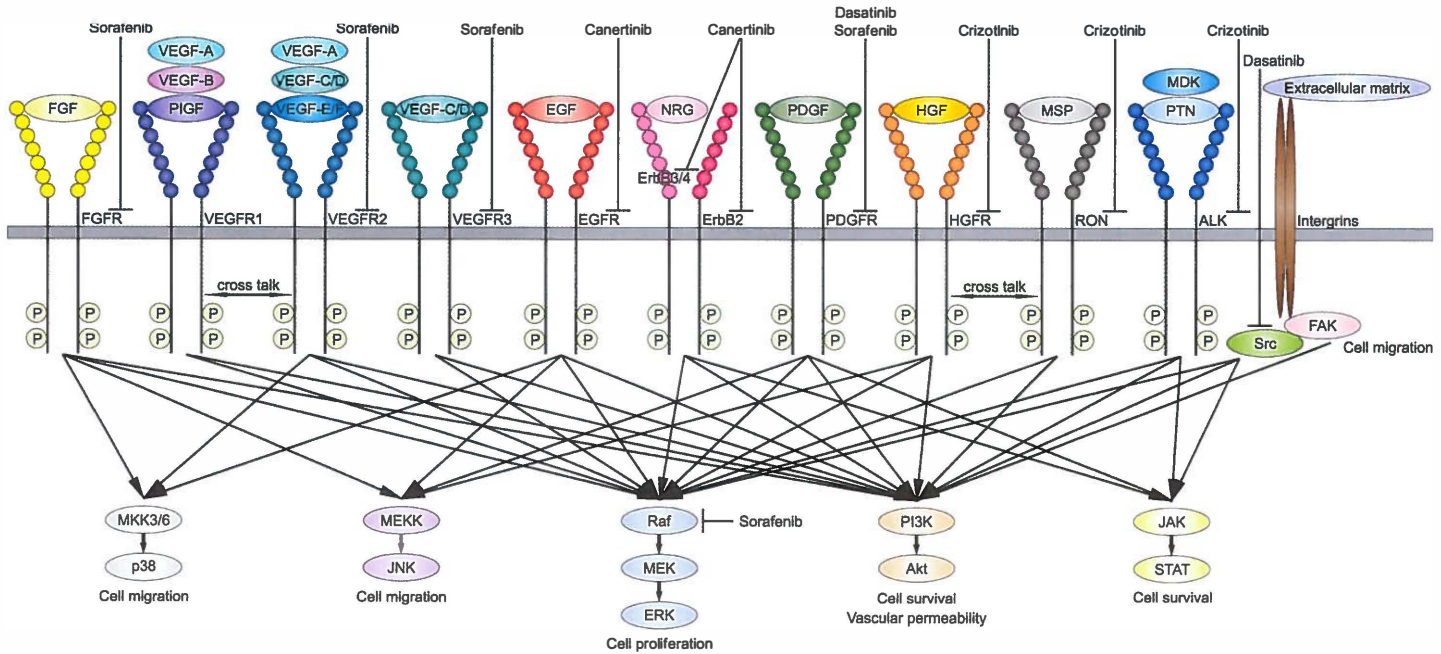 Dasatinib
Sorafenib
Sorafenib
Sorafenib
Canertinib
Canertinib
Sorafenib
Crizotinib
Crizotinib
Crizotinib
Dasatinib
VEGF-A
VEGF-A
VEGF-B
VEGF-C/D
MDK
Extracellular matrix
FGF
PIGF
VEGF-E/F
VEGF-C/D
EGF
NRG
PDGF
HGF
MSP
PTN
ErbB3/4
FGFR
VEGFR1
VEGFR2
VEGFR3
EGFR
ErbB2
PDGFR
HGFR
RON
ALK
Intergrins
cross talk
cross talk
P P P P P P P P P P P P P P P P P P P P
P P P P P P P P P P P P P P P P P P P P
FAK
Src
Cell migration
MKK3/6
MEKK
Raf
Sorafenib
PI3K
JAK
p38
JNK
MEK
Akt
STAT
Cell migration
Cell migration
ERK
Cell survival
Vascular permeability
Cell survival
Cell proliferation